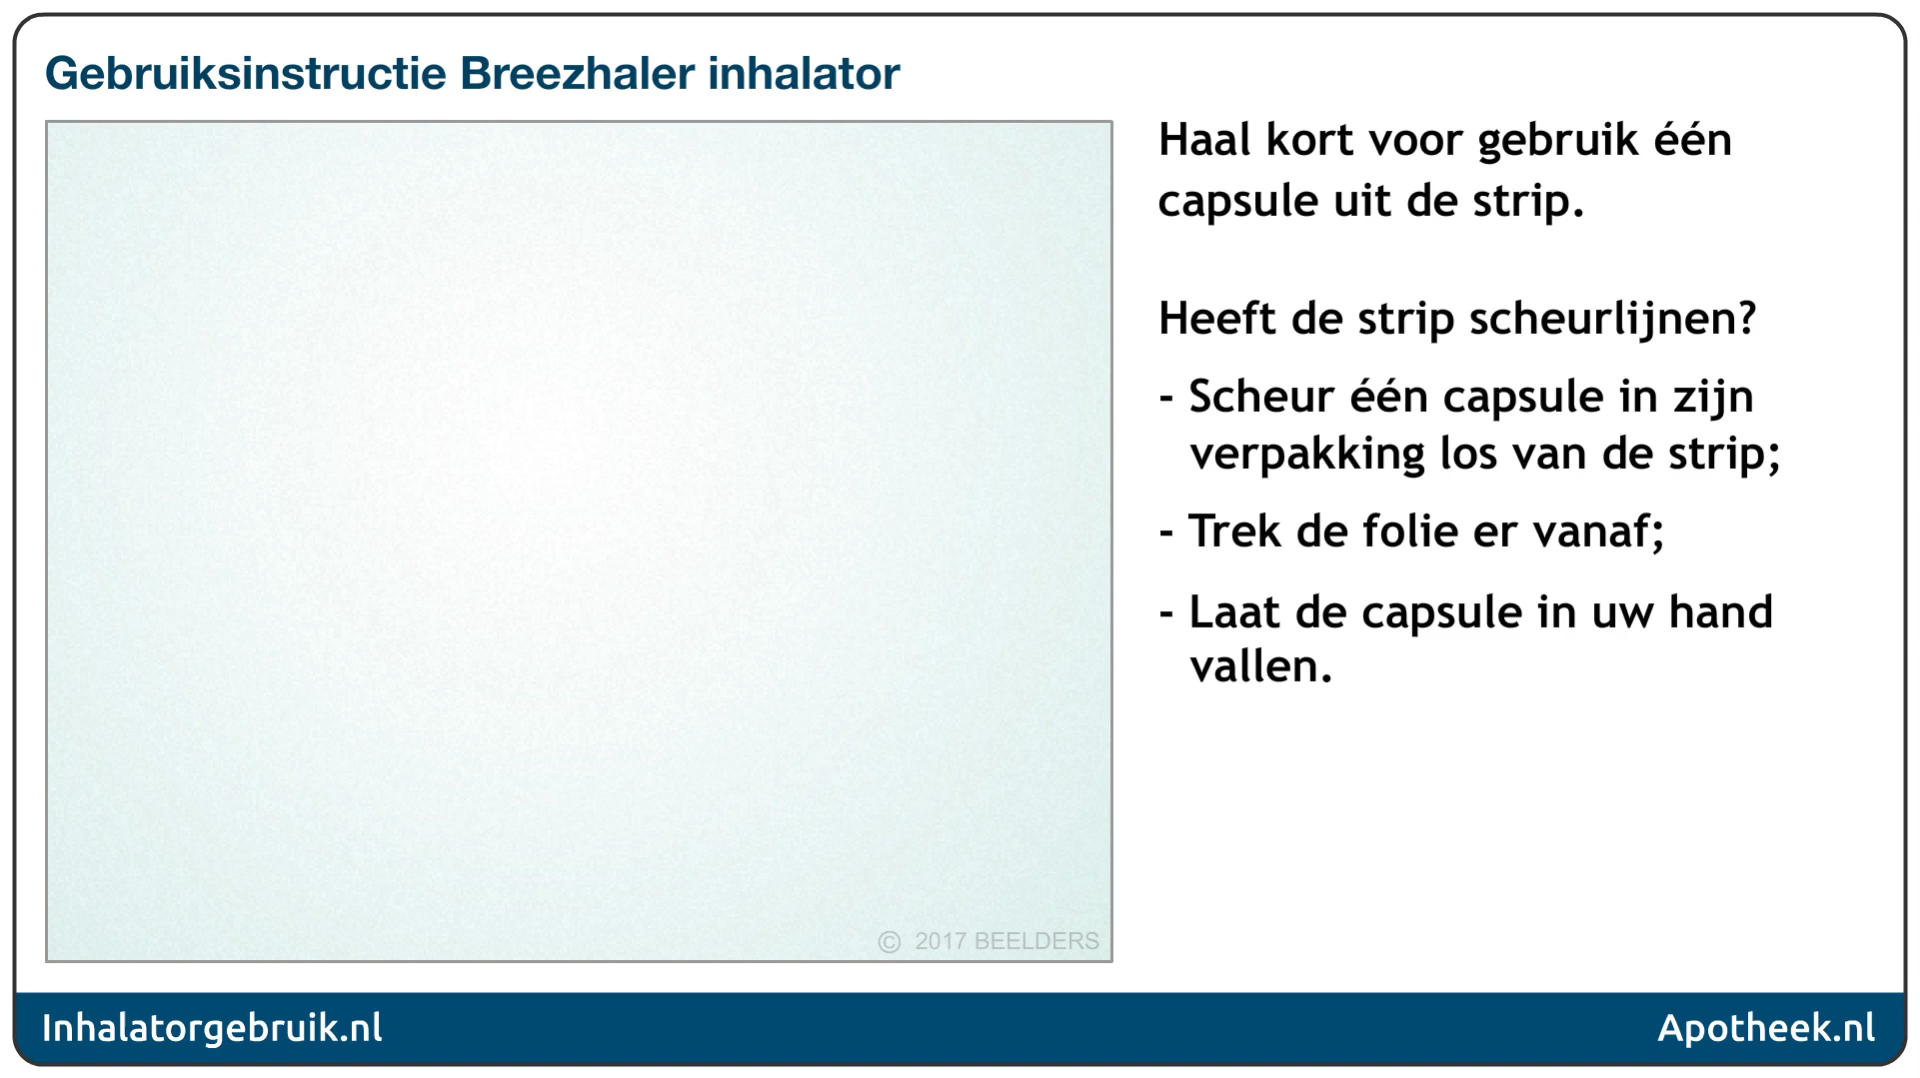 Gebruiksinstructie Breezhaler inhalator
Haal kort voor gebruik één
capsule uit de strip.
Heeft de strip scheurlijnen?
- Scheur één capsule in zijn
verpakking los van de strip;
- Trek de folie er vanaf;
- Laat de capsule in uw hand
vallen.
© 2017 BEELDERS
Inhalatorgebruik.nl
Apotheek.nl